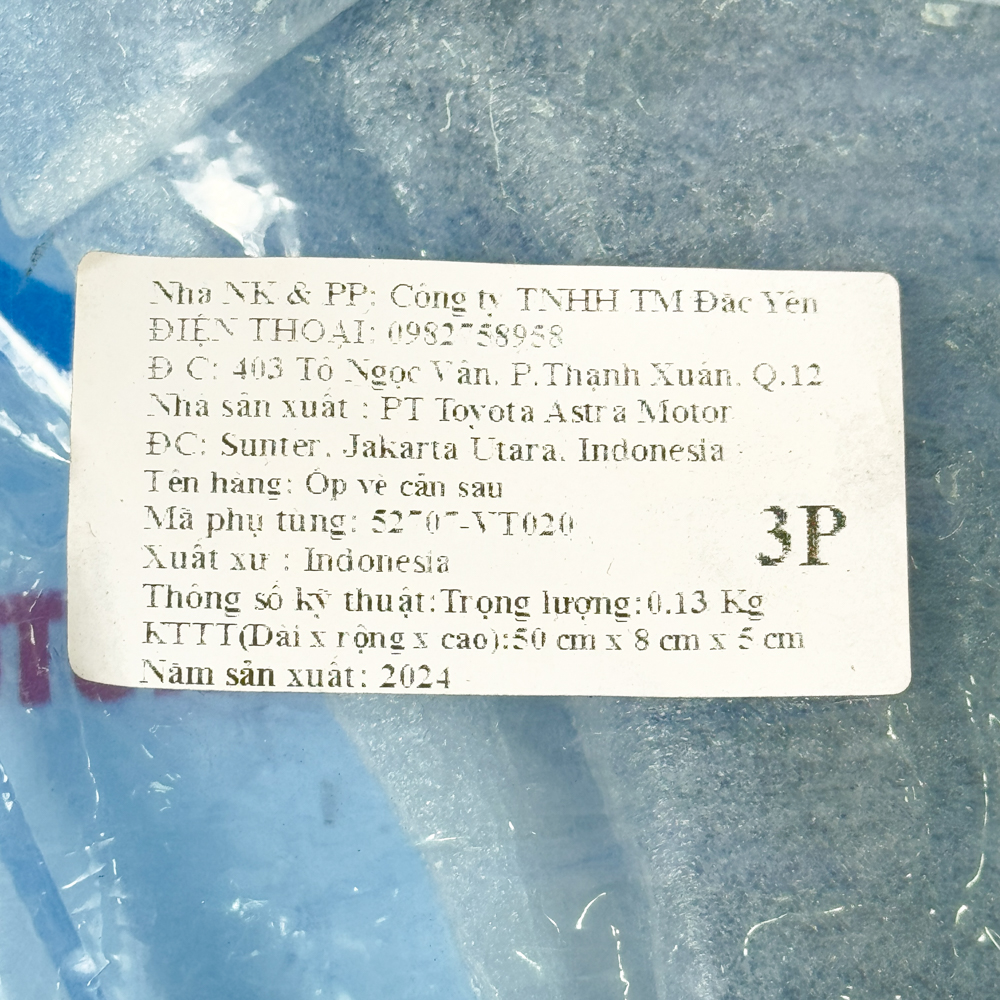 Nhà NK & PP: Công ty TNHH TM Đắc Yên
ĐIỆN THOẠI: 0982758958
Đ C: 403 Tô Ngọc Vân, P.Thạnh Xuân, Q.12
Nhà sản xuất : PT Toyota Astra Motor
ĐC: Sunter, Jakarta Utara, Indonesia
Tên hàng: Ốp vè cản sau
Mã phụ tùng: 52707-VT020
3P
Xuất xứ : Indonesia
Thông số kỹ thuật:Trọng lượng:0.13 Kg
KTTT(Dài x rộng x cao):50 cm x 8 cm x 5 cm
Năm sản xuất: 2024